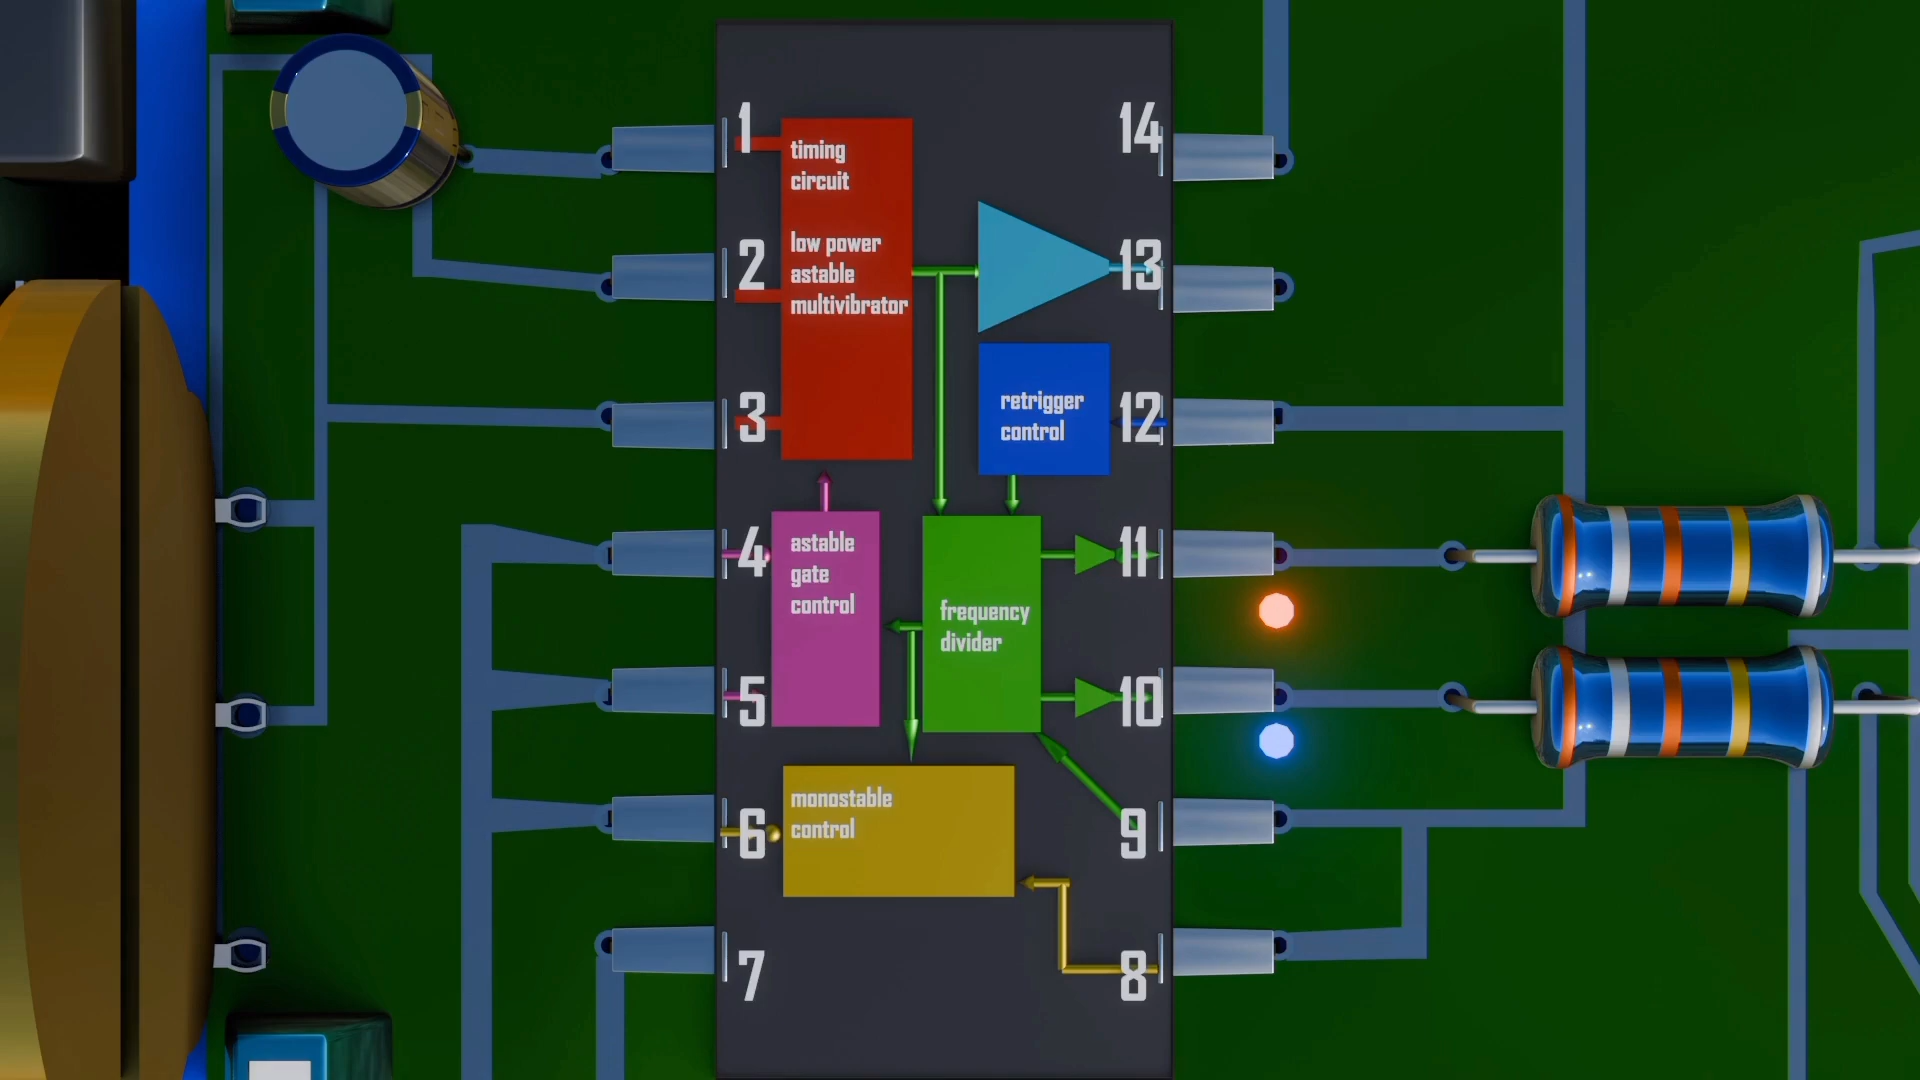 1
timing
circuit
14
2
low power
astable
multivibrator
13
3
retrigger
control
12
4
astable
gate
control
11
5
frequency
divider
10
6
monostable
control
9
7
8